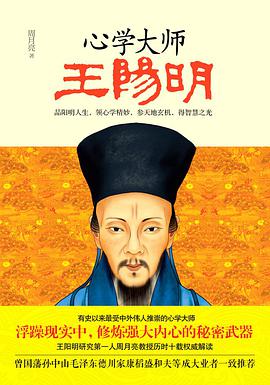 周月亮
著
心学大师
王陽明
品阳明人生，领心学精妙，参天地玄机，得智慧之光
有史以来最受中外伟人推崇的心学大师
浮躁现实中，修炼强大内心的秘密武器
王阳明研究第一人周月亮教授历时十载权威解读
曾国藩孙中山毛泽东德川家康稻盛和夫等成大业者一致推荐